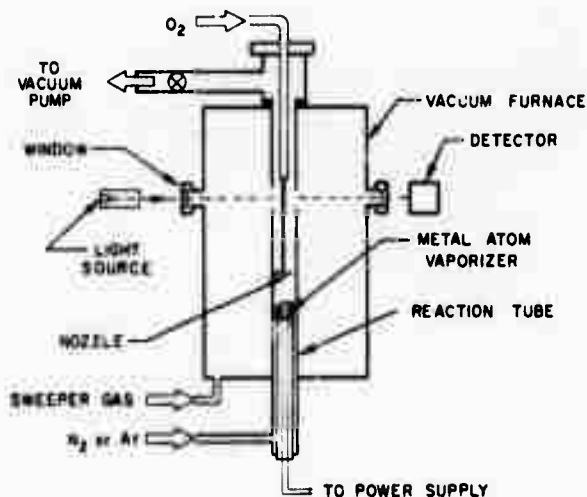 O₂
TO
VACUUM
PUMP
VACUUM FURNACE
DETECTOR
WINDOW
LIGHT
SOURCE
METAL ATOM
VAPORIZER
REACTION TUBE
NOZZLE
SWEEPER GAS
N₂ or Ar
TO POWER SUPPLY